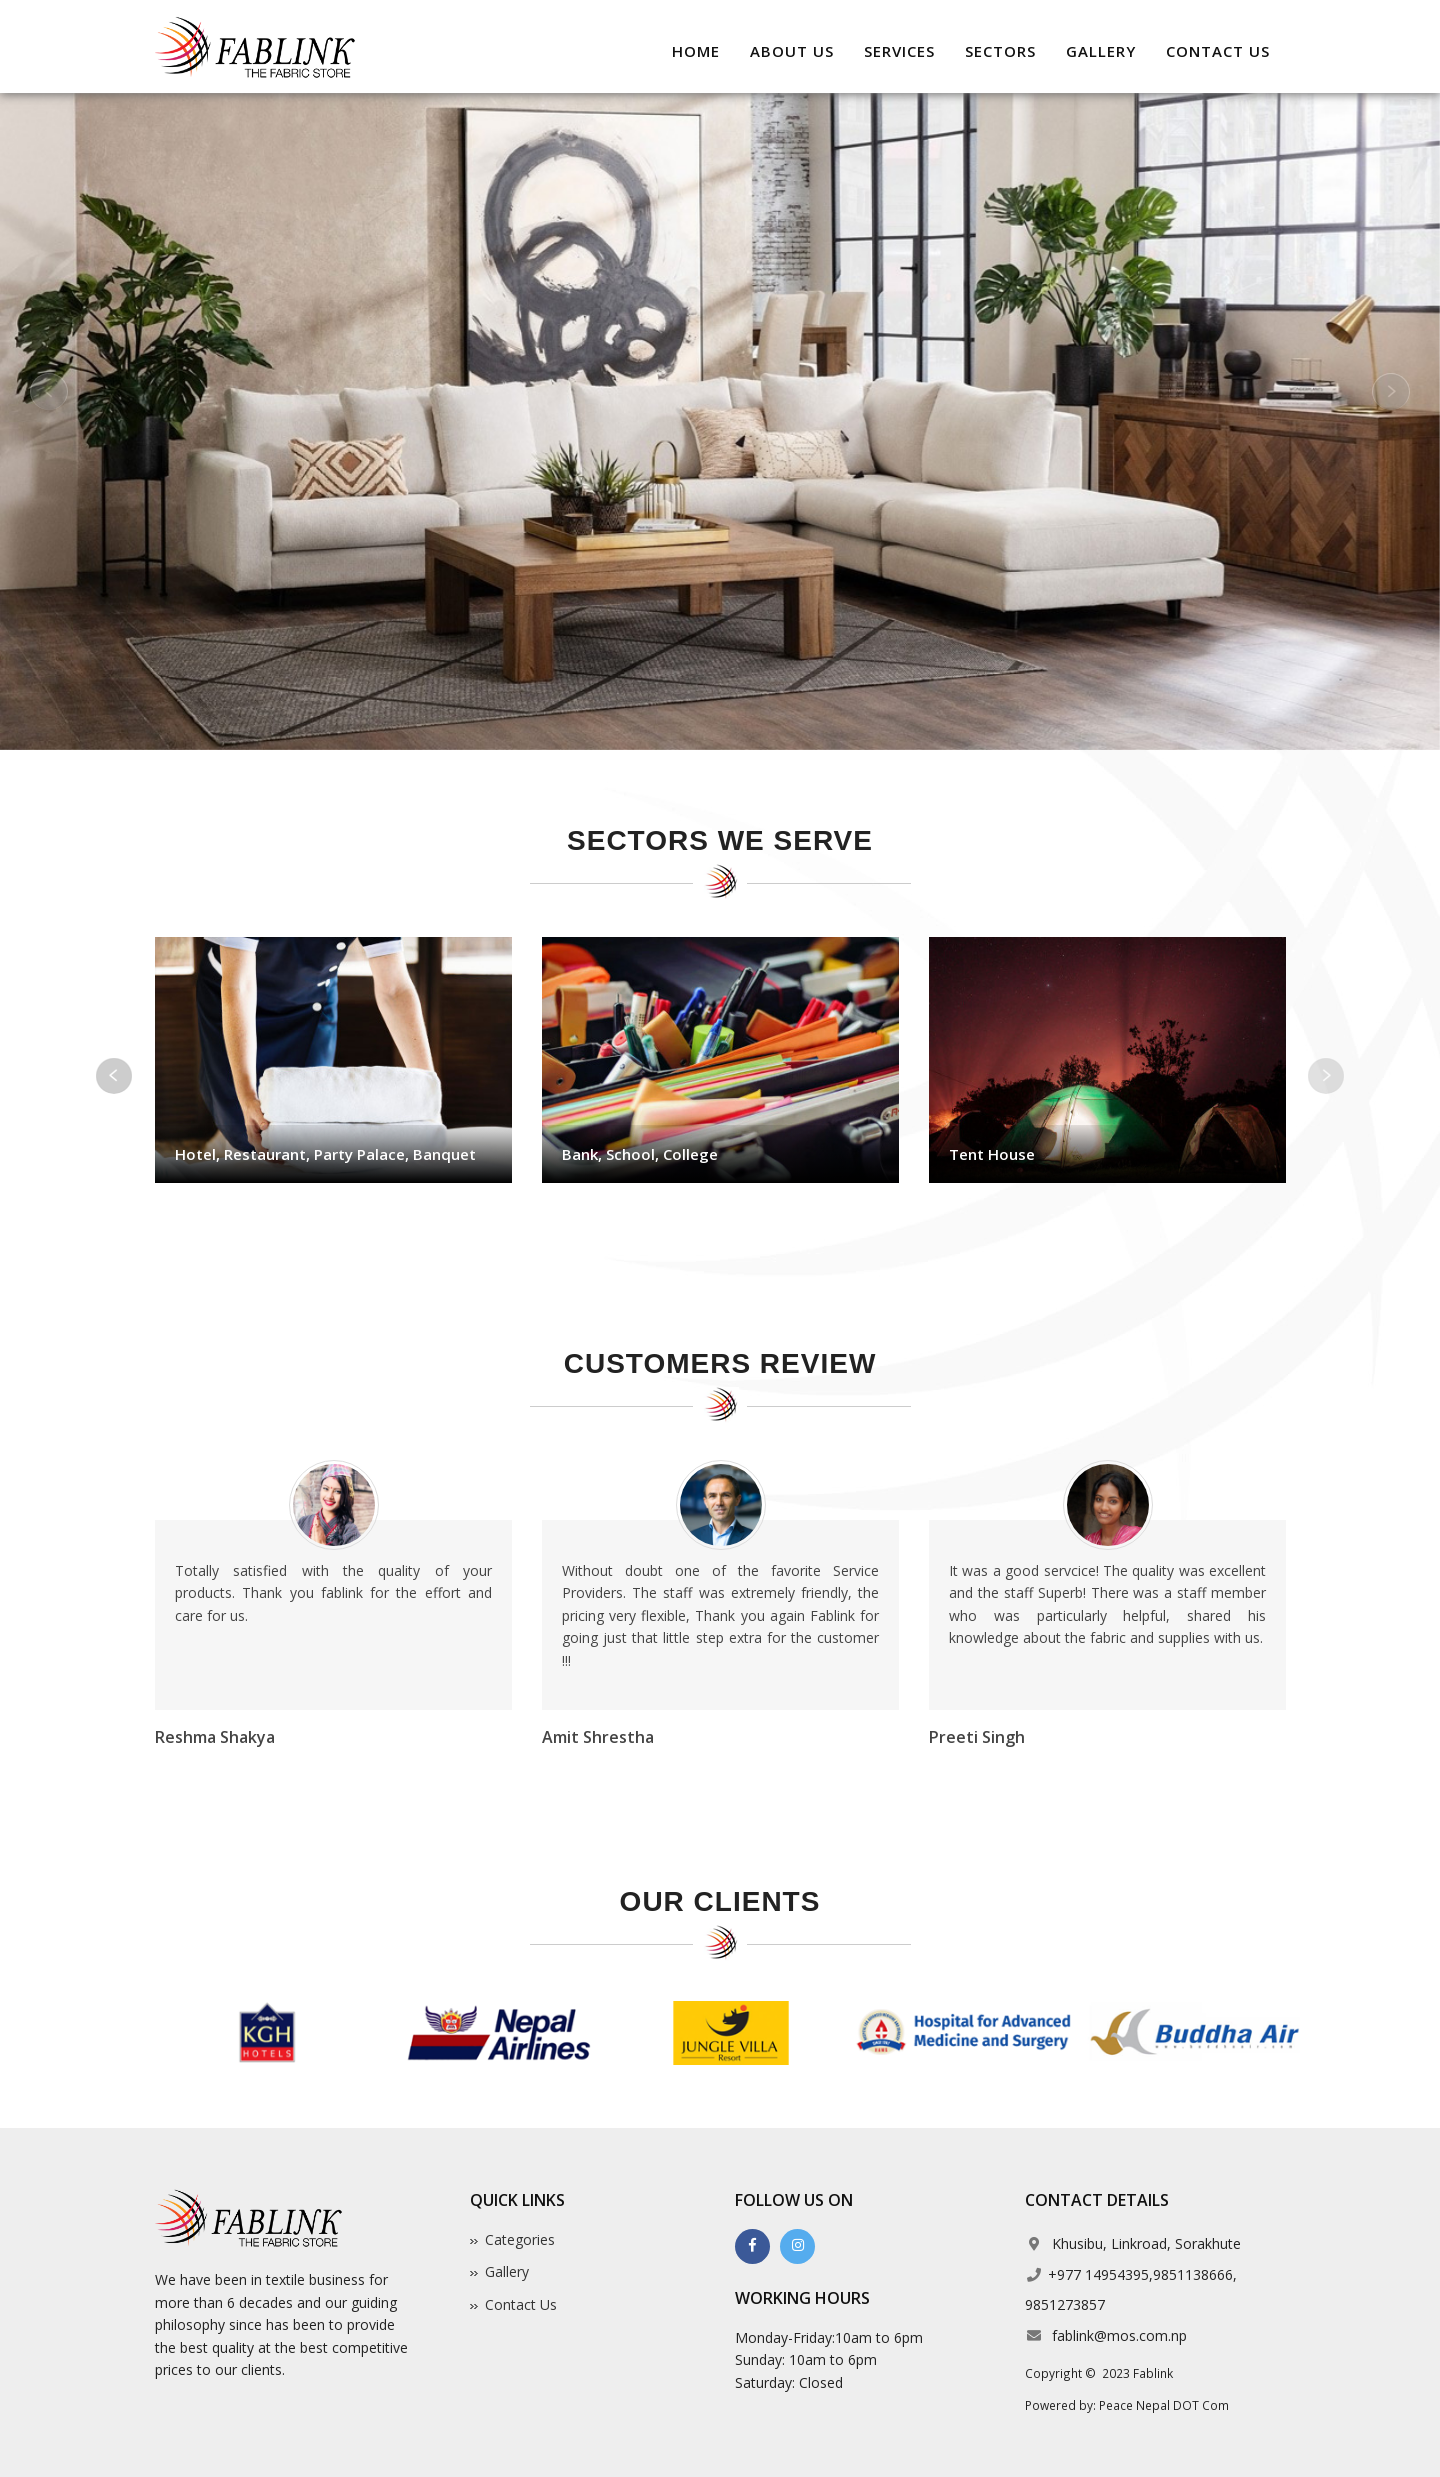 FABLINK
THE FABRIC STORE
HOME ABOUT US SERVICES SECTORS GALLERY CONTACT US
SECTORS WE SERVE
Hotel, Restaurant, Party Palace, Banquet
Bank, School, College
Tent House
CUSTOMERS REVIEW
Totally satisfied with the quality of your
products. Thank you fablink for the effort and
care for us.
Reshma Shakya
Without doubt one of the favorite Service
Providers. The staff was extremely friendly, the
pricing very flexible, Thank you again Fablink for
going just that little step extra for the customer
!!!
Amit Shrestha
It was a good servcice! The quality was excellent
and the staff Superb! There was a staff member
who was particularly helpful, shared his
knowledge about the fabric and supplies with us.
Preeti Singh
OUR CLIENTS
KGH
HOTELS
Nepal
Airlines
JUNGLE VILLA
Resort
Hospital for Advanced
Medicine and Surgery
Buddha Air
FABLINK
THE FABRIC STORE
We have been in textile business for
more than 6 decades and our guiding
philosophy since has been to provide
the best quality at the best competitive
prices to our clients.
QUICK LINKS
›› Categories
›› Gallery
›› Contact Us
FOLLOW US ON
WORKING HOURS
Monday-Friday:10am to 6pm
Sunday: 10am to 6pm
Saturday: Closed
CONTACT DETAILS
Khusibu, Linkroad, Sorakhute
+977 14954395,9851138666,
9851273857
fablink@mos.com.np
Copyright © 2023 Fablink
Powered by: Peace Nepal DOT Com